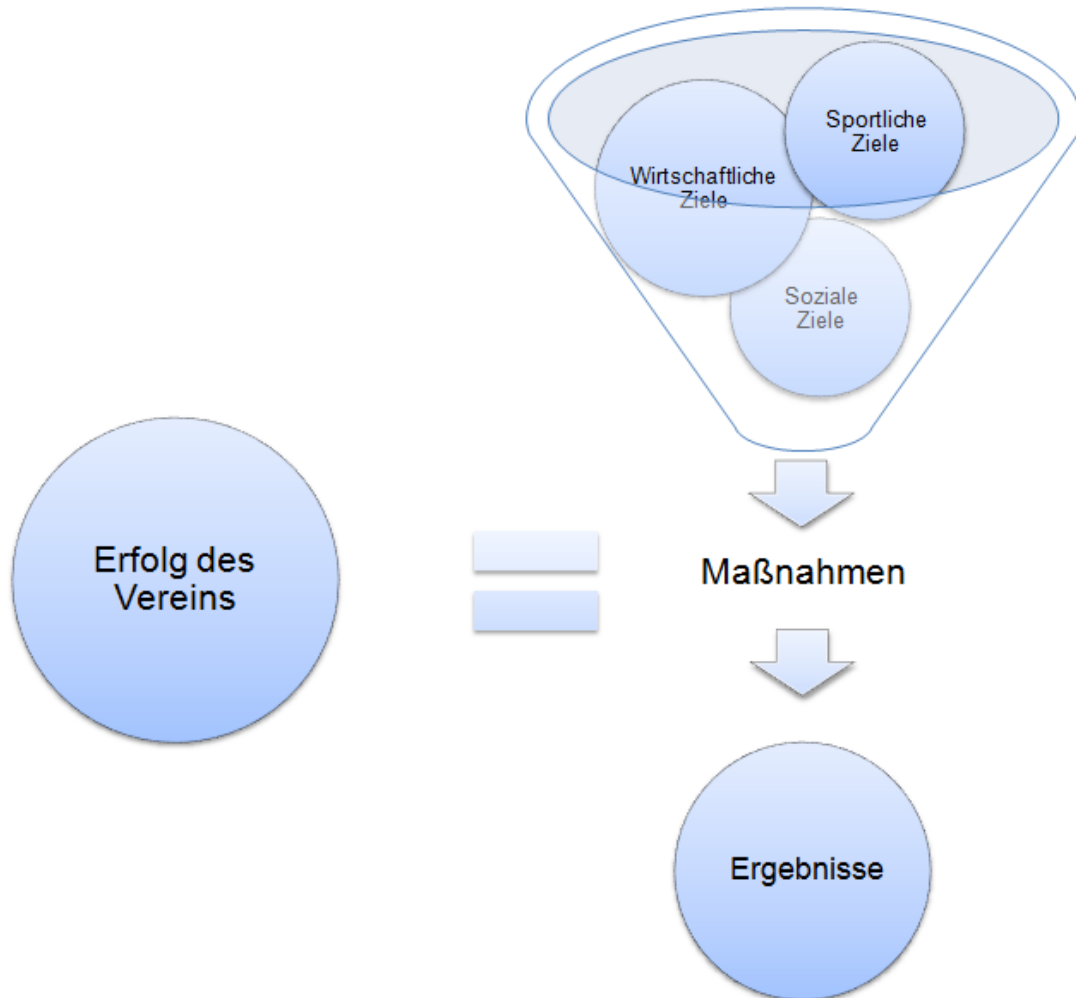 Sportliche
Ziele
Wirtschaftliche
Ziele
Soziale
Ziele
Erfolg des
Vereins
Maßnahmen
Ergebnisse